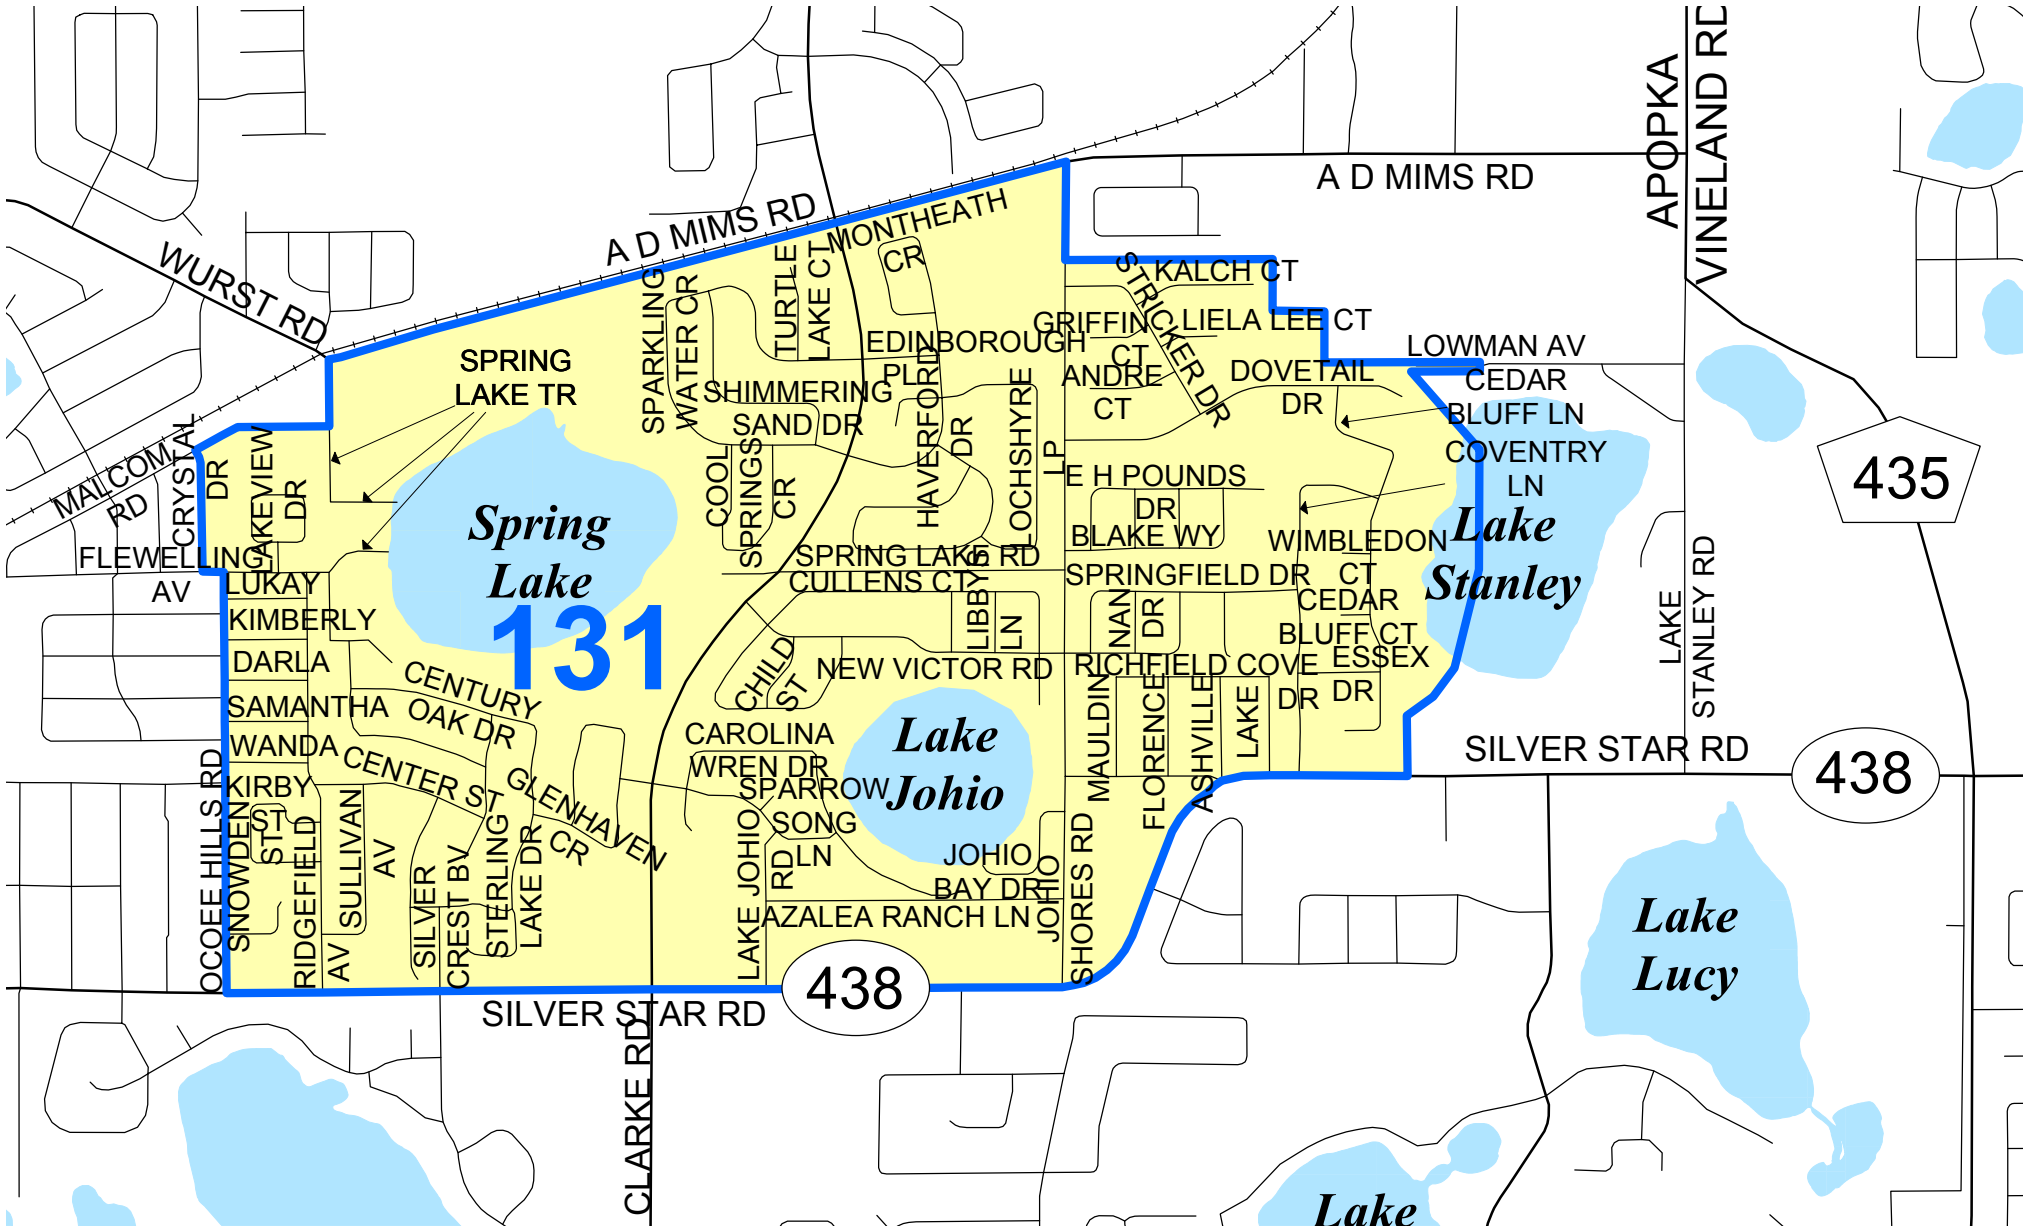 APOPKA
VINELAND RD
A D MIMS RD
A D MIMS RD
WURST RD
MONTHEATH
CR
TURTLE
LAKE CT
SPARKLING
WATER CR
STRICKER DR
KALCH CT
GRIFFIN
CT
LIELA LEE CT
EDINBOROUGH
PL
LOWMAN AV
SPRING
LAKE TR
SHIMMERING
SAND DR
HAVERFORD
DR
LOCHSHYRE
LP
ANDRE
CT
DOVETAIL
DR
CEDAR
BLUFF LN
COVENTRY
LN
435
MALCOM
RD
CRYSTAL
DR
LAKEVIEW
DR
COOL
SPRINGS
CR
E H POUNDS
DR
BLAKE WY
Spring
Lake
Lake
Stanley
WIMBLEDON
CT
FLEWELLING
AV
SPRING LAKE RD
CULLENS CT
SPRINGFIELD DR
LUKAY
KIMBERLY
DARLA
SAMANTHA
WANDA
KIRBY
ST
131
LIBBYS
LN
NAN
DR
CEDAR
BLUFF CT
ESSEX
DR
LAKE
STANLEY RD
CHILD
ST
NEW VICTOR RD
RICHFIELD COVE
DR
CENTURY
OAK DR
CENTER ST
GLENHAVEN
CR
CAROLINA
WREN DR
SPARROW
SONG
LN
Lake
Johio
MAULDIN
FLORENCE
ASHVILLE
LAKE
SILVER STAR RD
438
OCOEE HILLS RD
SNOWDEN
ST
RIDGEFIELD
AV
SULLIVAN
AV
SILVER
CREST BV
STERLING
LAKE DR
LAKE JOHIO
RD
JOHIO
BAY DR
AZALEA RANCH LN
JOHIO
SHORES RD
438
SILVER STAR RD
CLARKE RD
Lake
Lucy
Lake